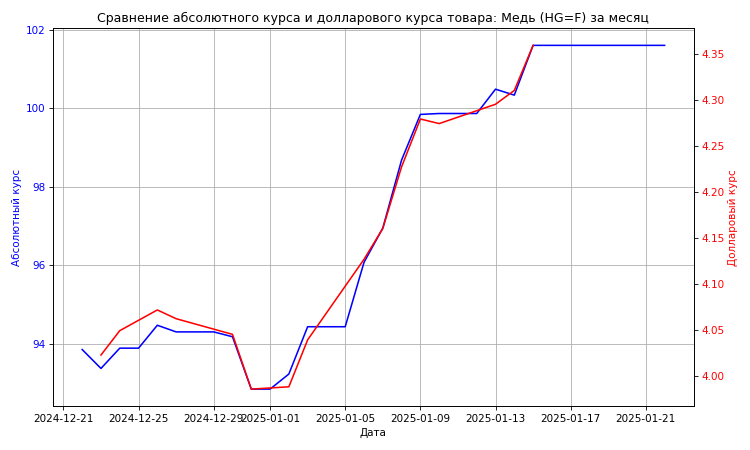 Сравнение абсолютного курса и долларового курса товара: Медь (HG=F) за месяц
102
100
98
96
94
Абсолютный курс
4.35
4.30
4.25
4.20
4.15
4.10
4.05
4.00
Долларовый курс
2024-12-21 2024-12-25 2024-12-29 2025-01-01 2025-01-05 2025-01-09 2025-01-13 2025-01-17 2025-01-21
Дата